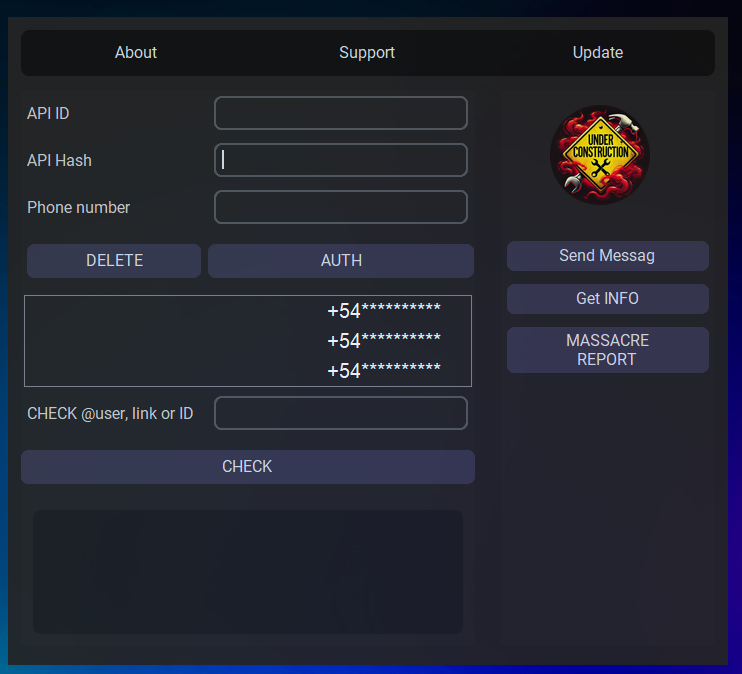 About Support Update
API ID
API Hash
Phone number
DELETE AUTH
+54**********
+54**********
+54**********
CHECK @user, link or ID
CHECK
UNDER
CONSTRUCTION
Send Messag
Get INFO
MASSACRE
REPORT